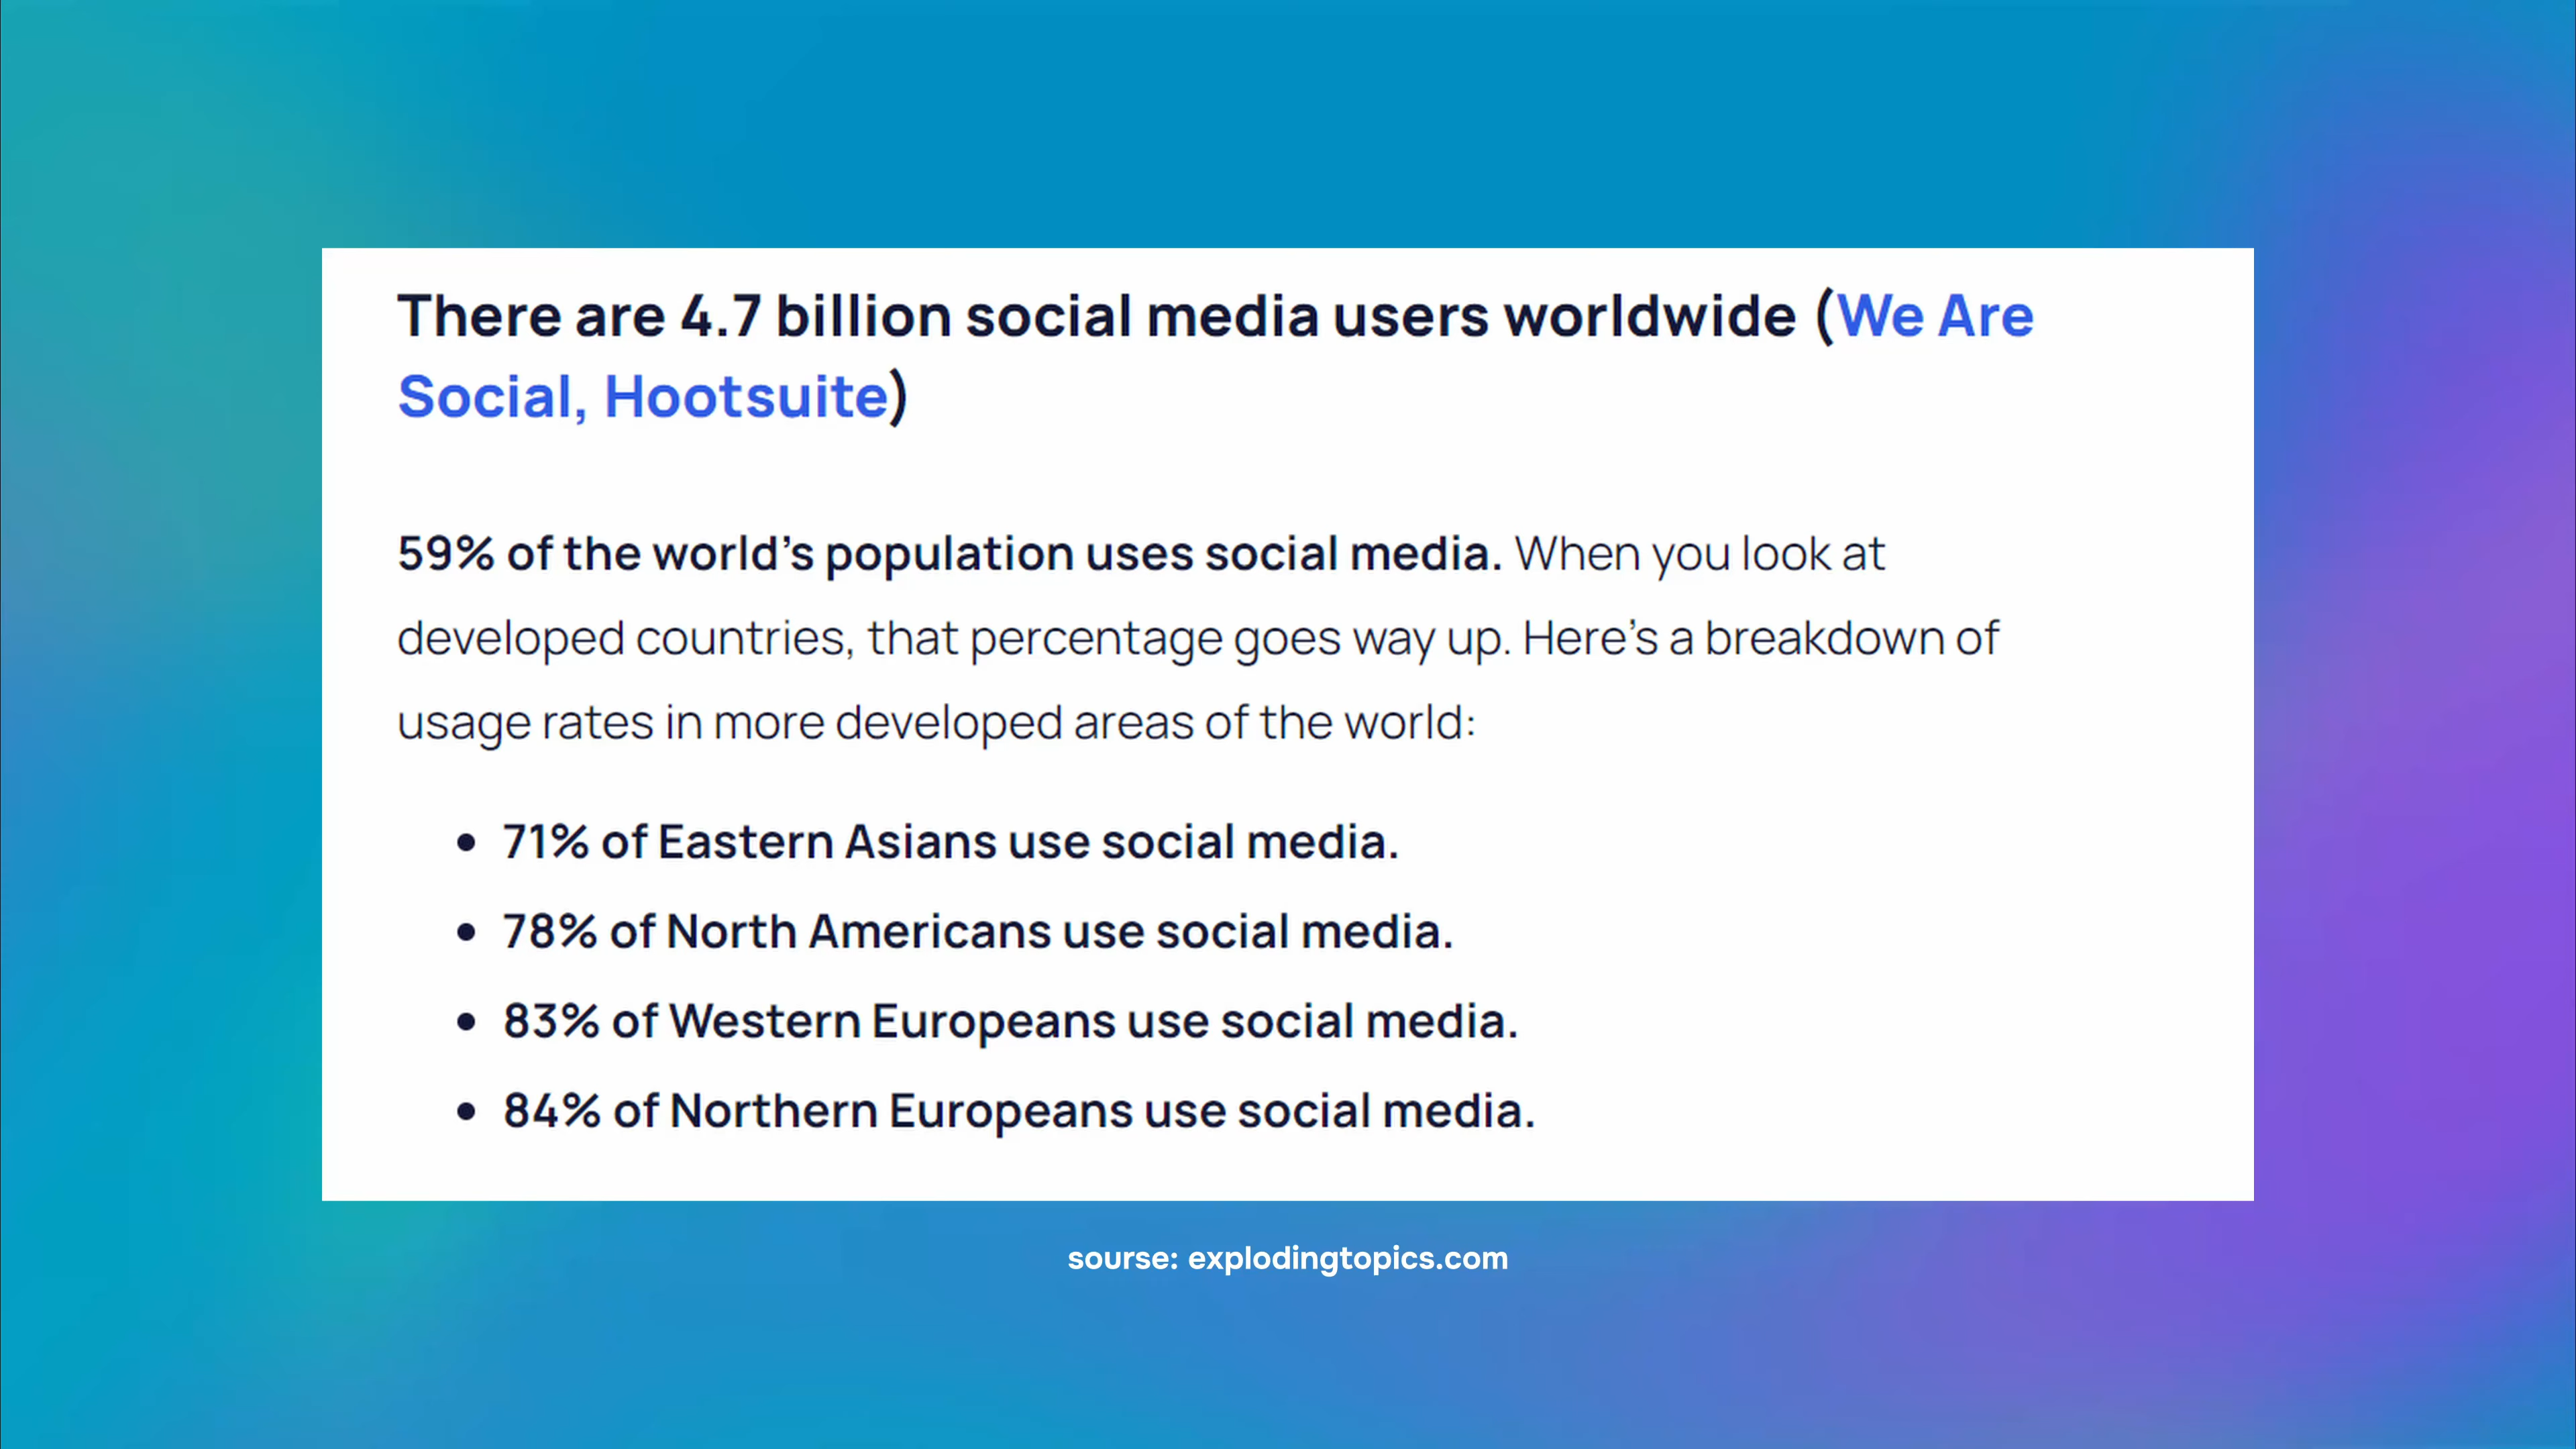 There are 4.7 billion social media users worldwide (We Are
Social, Hootsuite)
59% of the world’s population uses social media. When you look at
developed countries, that percentage goes way up. Here’s a breakdown of
usage rates in more developed areas of the world:
• 71% of Eastern Asians use social media.
• 78% of North Americans use social media.
• 83% of Western Europeans use social media.
• 84% of Northern Europeans use social media.
sourse: explodingtopics.com